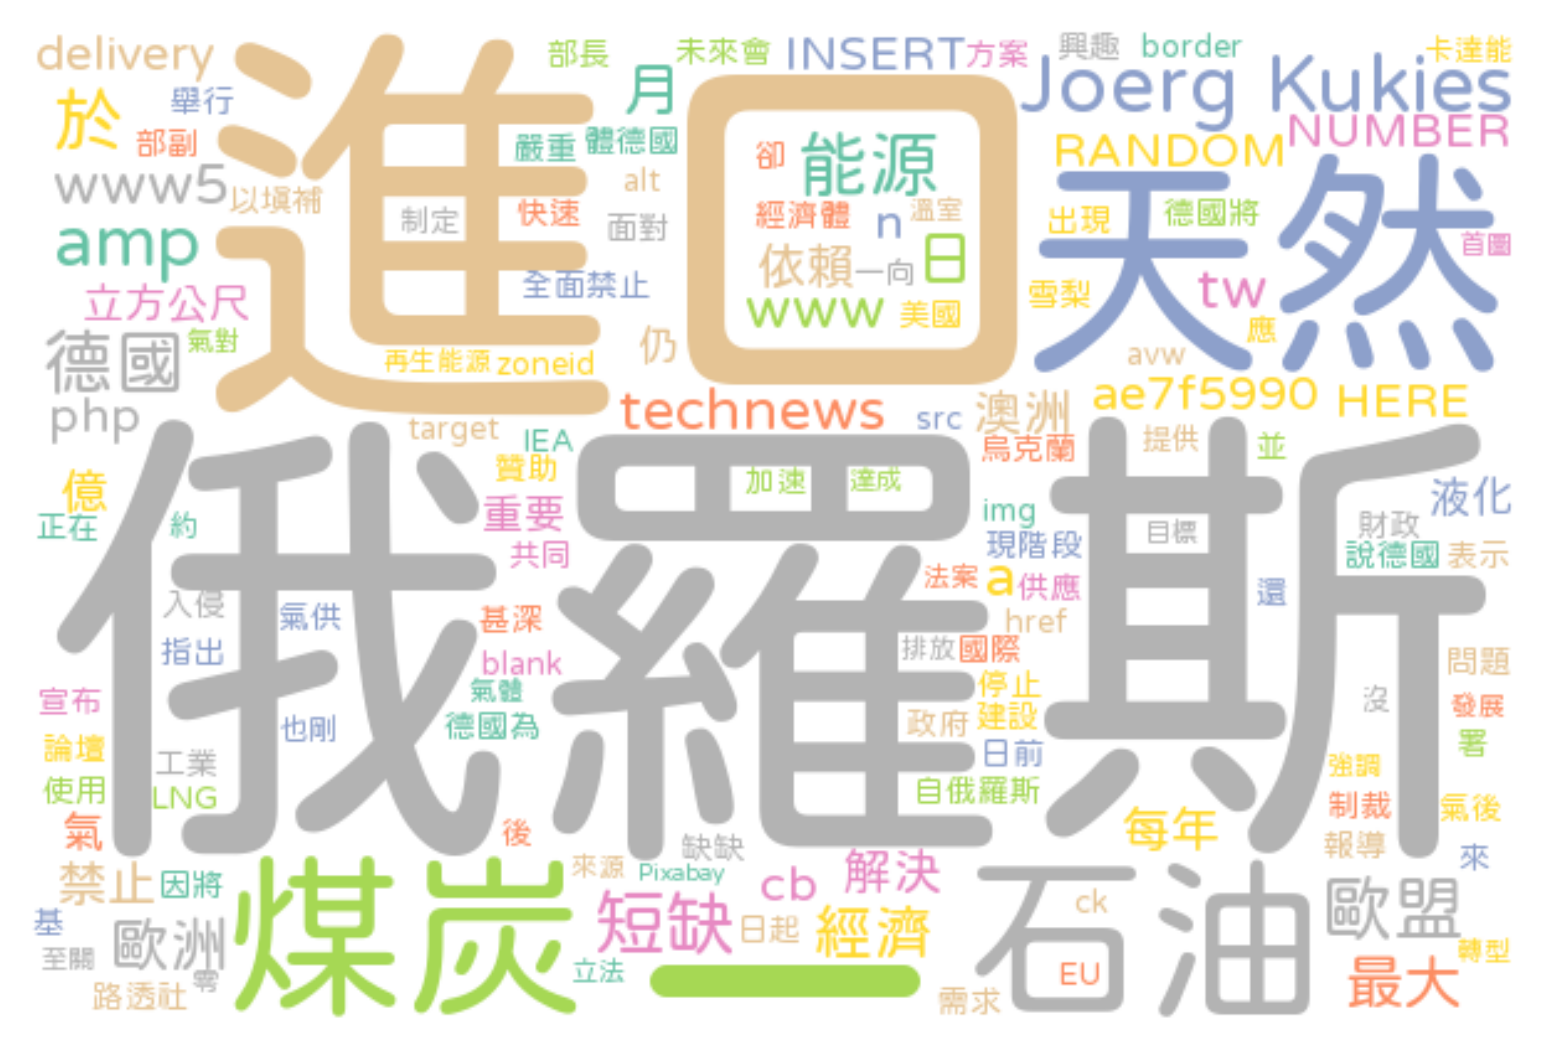 delivery
進口
部長
未來會
INSERT
方案
興趣
border
卡達能
於
舉行
月
Joerg Kukies
部副
嚴重
體德國
卻
能源
RANDOM
NUMBER
www5
以填補
alt
天然
制定
快速
面對
經濟體
n
溫室
出現
德國將
首圖
amp
依賴
一向
日
立方公尺
全面禁止
www
美國
雪梨
tw
應
德國
氣對
再生能源
zoneid
仍
avw
php
target
IEA
technews
src
澳洲
ae7f5990
HERE
俄羅斯
贊助
烏克蘭
提供
並
億
加速
達成
液化
正在
約
重要
img
目標
財政
共同
現階段
說德國
表示
入侵
氣供
甚深
法案
a
供應
還
href
指出
blank
排放
國際
問題
宣布
氣體
停止
沒
發展
也剛
德國為
政府
建設
論壇
工業
日前
署
使用
LNG
自俄羅斯
強調
制裁
氣後
氣
後
缺缺
每年
報導
來
禁止
因將
煤炭
來源
Pixabay
cb
解決
石油
ck
歐盟
基
歐洲
短缺
日起
經濟
至關
零
立法
一
EU
轉型
路透社
需求
最大